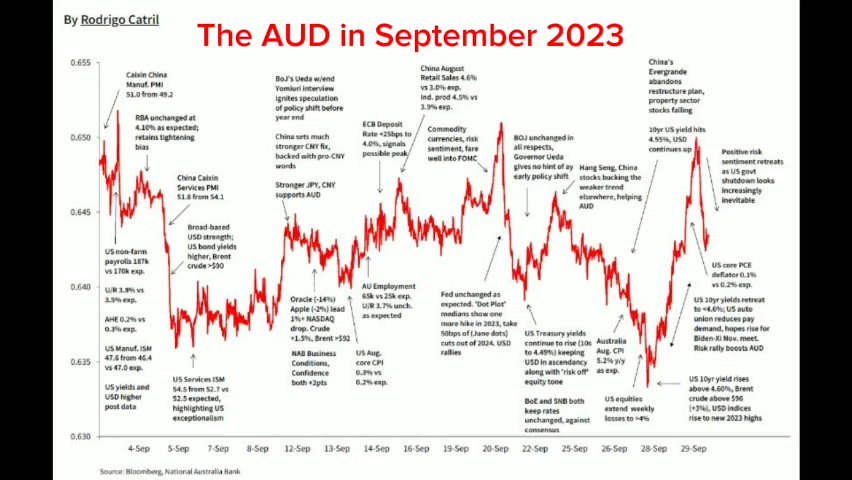 By Rodrigo Catril
The AUD in September 2023
0.655
0.650
0.645
0.640
0.635
0.630
Caixin China
Manuf. PMI
51.0 from 49.2
RBA unchanged at
4.10% as expected;
retains tightening
bias
China Caixin
Services PMI
51.8 from 54.1
Broad-based
USD strength;
US bond yields
higher, Brent
crude >$90
US non-farm
payrolls 187k
vs 170k exp.
U/R 3.8% vs
3.5% exp.
AHE 0.2% vs
0.3% exp.
US Manuf. ISM
47.6 from 46.4
vs 47.0 exp.
US yields and
USD higher
post data
US Services ISM
54.5 from 52.7 vs
52.5 expected,
highlighting US
exceptionalism
BoJ's Ueda w/end
Yomiuri interview
ignites speculation
of policy shift before
year end
China sets much
stronger CNY fix,
backed with pro-CNY
words
Stronger JPY, CNY
supports AUD
Oracle (-14%)
Apple (-2%) lead
1%+ NASDAQ
drop. Crude
+1.5%, Brent >$92
NAB Business
Conditions,
Confidence
both +2pts
ECB Deposit
Rate +25bps to
4.0%, signals
possible peak
China August
Retail Sales 4.6%
vs 3.0% exp.
Ind. prod 4.5% vs
3.9% exp.
AU Employment
65k vs 25k exp.
U/R 3.7% unch.
as expected
US Aug.
core CPI
0.3% vs
0.2% exp.
Commodity
currencies, risk
sentiment, fare
well into FOMC
Fed unchanged as
expected. 'Dot Plot'
medians show one
more hike in 2023, take
50bps of (June dots)
cuts out of 2024. USD
rallies
BOJ unchanged in
all respects,
Governor Ueda
gives no hint of ay
early policy shift
Hang Seng, China
stocks bucking the
weaker trend
elsewhere, helping
AUD
US Treasury yields
continue to rise (10s
to 4.49%) keeping
USD in ascendancy
along with 'risk off'
equity tone
BoE and SNB both
keep rates
unchanged, against
consensus
Australia
Aug. CPI
5.2% y/y
as exp.
US equities
extend weekly
losses to >4%
China's
Evergrande
abandons
restructure plan,
property sector
stocks falling
10yr US yield hits
4.55%, USD
continues up
Positive risk
sentiment retreats
as US govt
shutdown looks
increasingly
inevitable
US core PCE
deflator 0.1%
vs 0.2% exp.
US 10yr yields retreat
to <4.6%; US auto
union reduces pay
demand, hopes rise for
Biden-Xi Nov. meet.
Risk rally boosts AUD
US 10yr yield rises
above 4.60%, Brent
crude above $96
(+3%), USD indices
rise to new 2023 highs
4-Sep 5-Sep 7-Sep 8-Sep 12-Sep 13-Sep 14-Sep 16-Sep 19-Sep 20-Sep 22-Sep 25-Sep 26-Sep 28-Sep 29-Sep
Source: Bloomberg, National Australia Bank